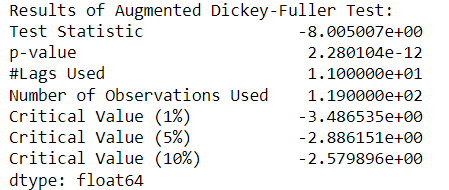 Results of Augmented Dickey-Fuller Test:
Test Statistic -8.005007e+00
p-value 2.280104e-12
#Lags Used 1.100000e+01
Number of Observations Used 1.190000e+02
Critical Value (1%) -3.486535e+00
Critical Value (5%) -2.886151e+00
Critical Value (10%) -2.579896e+00
dtype: float64